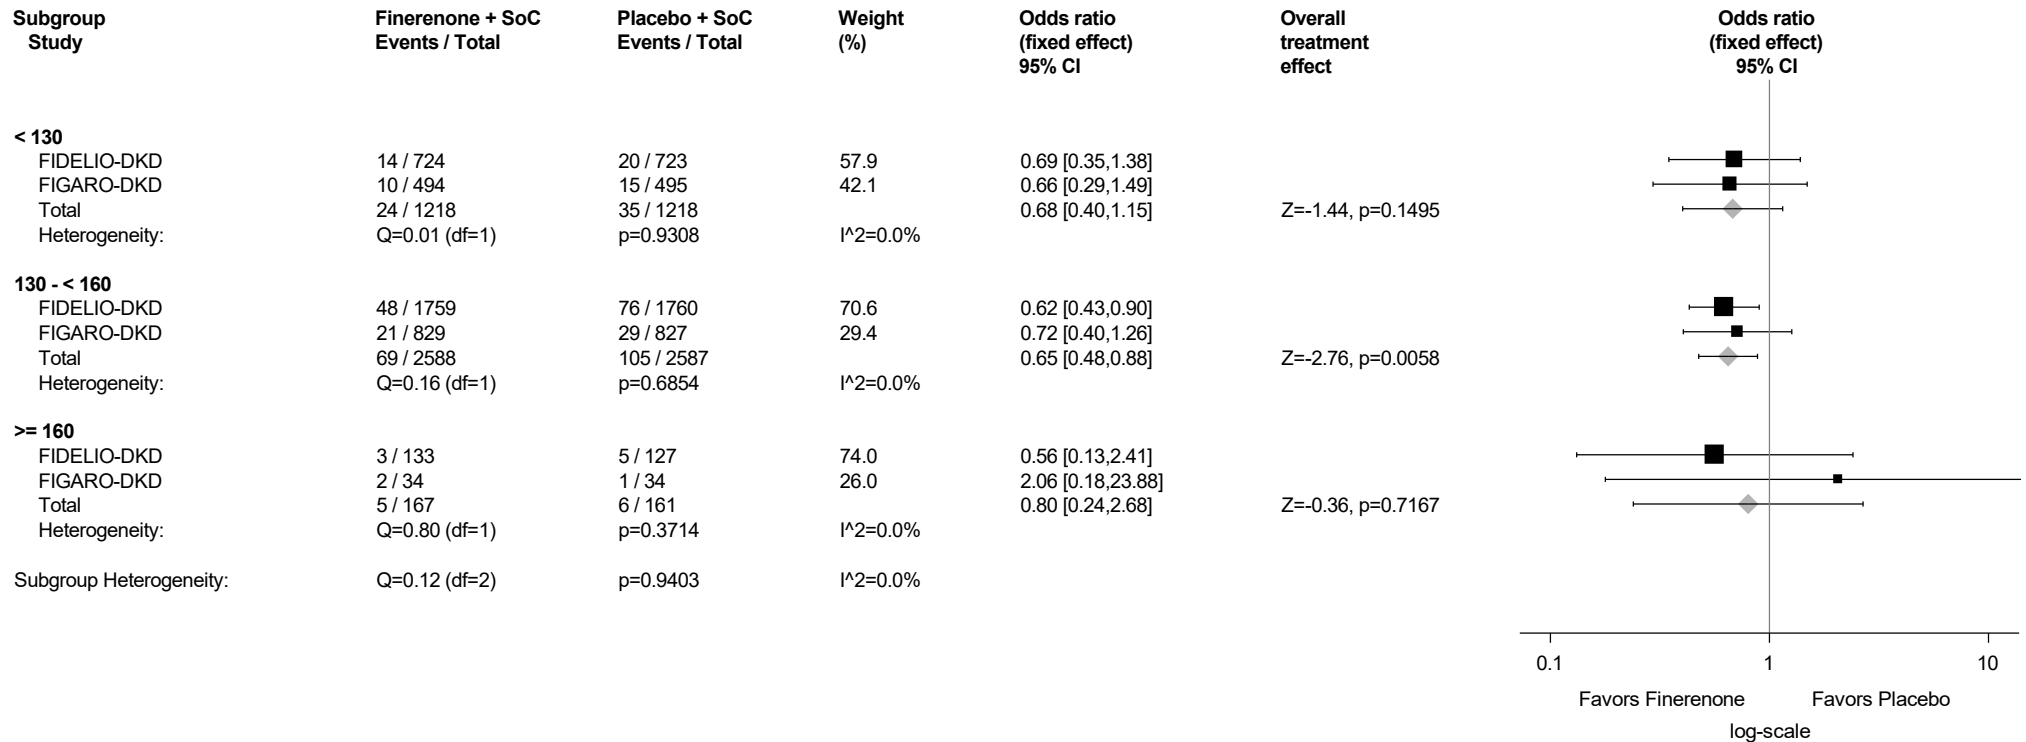 Subgroup Finerenone + SoC Placebo + SoC Weight Odds ratio Overall Odds ratio
Study Events / Total Events / Total (%) (fixed effect) treatment (fixed effect)
95% CI effect 95% CI
< 130
FIDELIO-DKD 14 / 724 20 / 723 57.9 0.69 [0.35,1.38]
FIGARO-DKD 10 / 494 15 / 495 42.1 0.66 [0.29,1.49]
Total 24 / 1218 35 / 1218 0.68 [0.40,1.15] Z=-1.44, p=0.1495
Heterogeneity: Q=0.01 (df=1) p=0.9308 I^2=0.0%
130 - < 160
FIDELIO-DKD 48 / 1759 76 / 1760 70.6 0.62 [0.43,0.90]
FIGARO-DKD 21 / 829 29 / 827 29.4 0.72 [0.40,1.26]
Total 69 / 2588 105 / 2587 0.65 [0.48,0.88] Z=-2.76, p=0.0058
Heterogeneity: Q=0.16 (df=1) p=0.6854 I^2=0.0%
>= 160
FIDELIO-DKD 3 / 133 5 / 127 74.0 0.56 [0.13,2.41]
FIGARO-DKD 2 / 34 1 / 34 26.0 2.06 [0.18,23.88]
Total 5 / 167 6 / 161 0.80 [0.24,2.68] Z=-0.36, p=0.7167
Heterogeneity: Q=0.80 (df=1) p=0.3714 I^2=0.0%
Subgroup Heterogeneity: Q=0.12 (df=2) p=0.9403 I^2=0.0%
0.1 1 10
Favors Finerenone Favors Placebo
log-scale